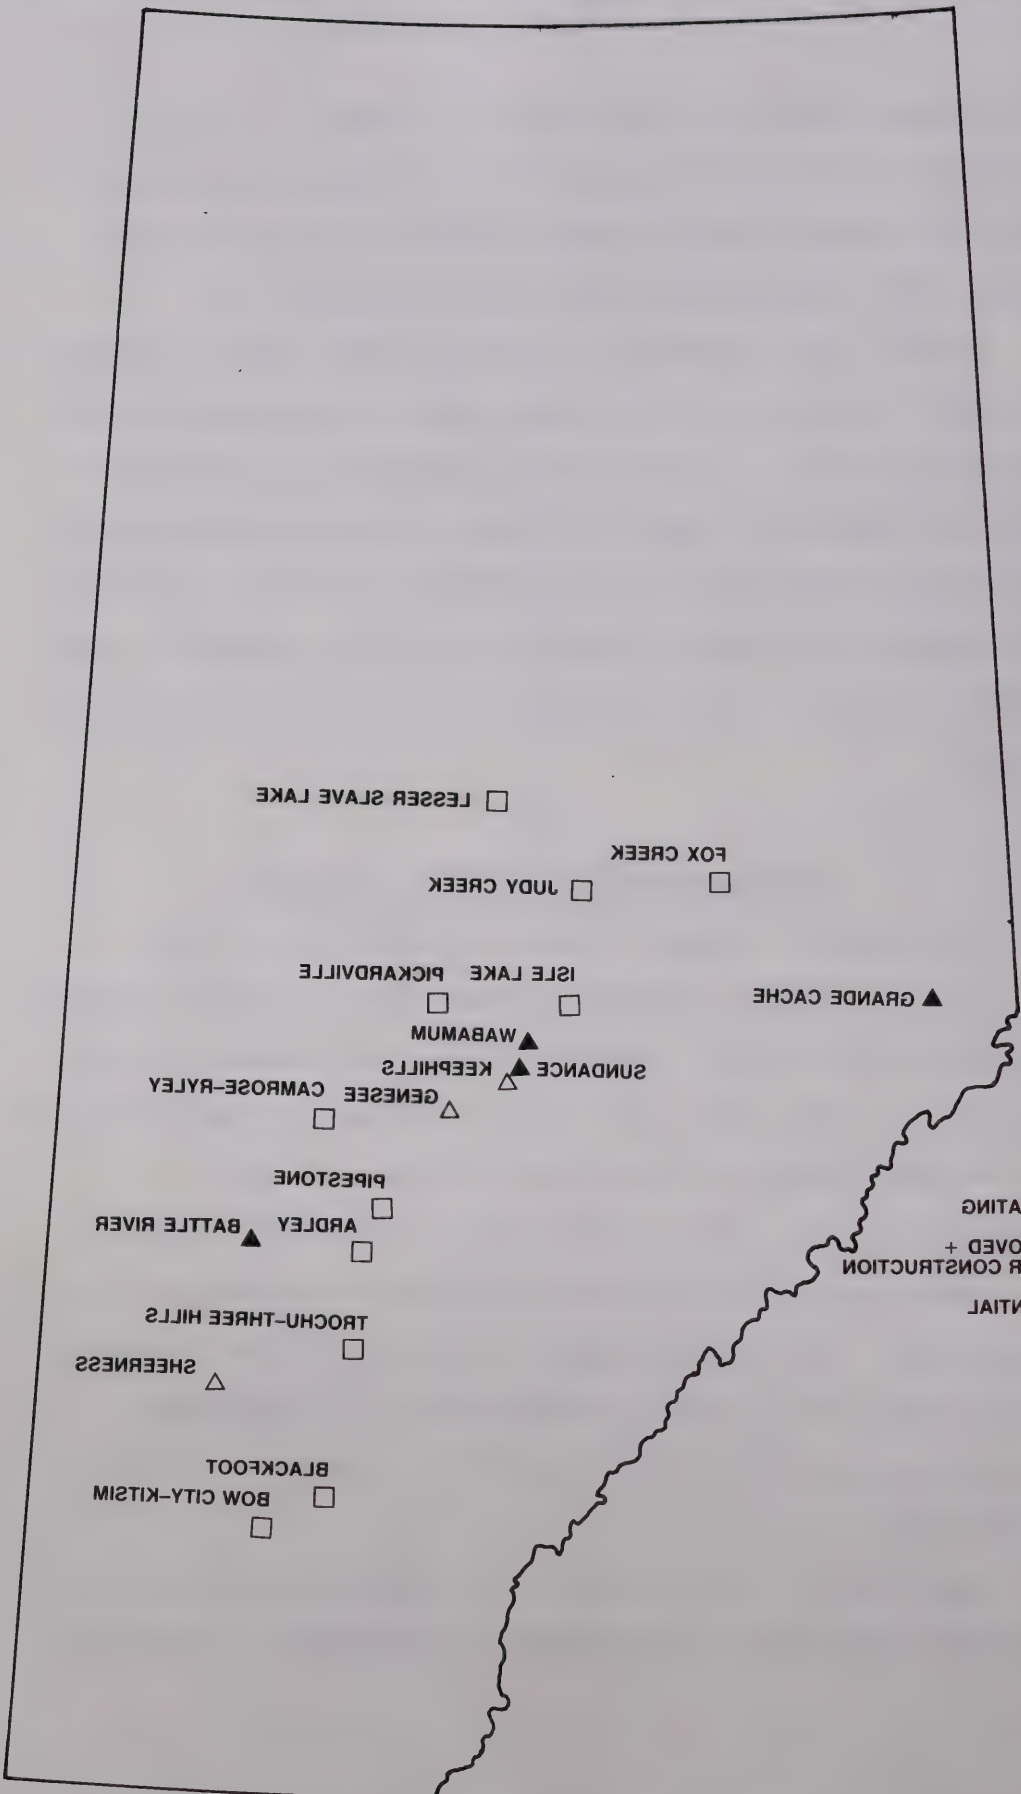 LESSER SLAVE LAKE
FOX CREEK
JUDY CREEK
ISLE LAKE
PICKARDVILLE
GRANDE CACHE
WABAMUM
SUNDANCE
KEEPHILLS
GENESEE
CAMROSE-RYLEY
PIPESTONE
ARDLEY
BATTLE RIVER
ATING
OVED +
R CONSTRUCTION
NTIAL
TROCHU-THREE HILLS
SHEERNESS
BLACKFOOT
BOW CITY-KITSIM